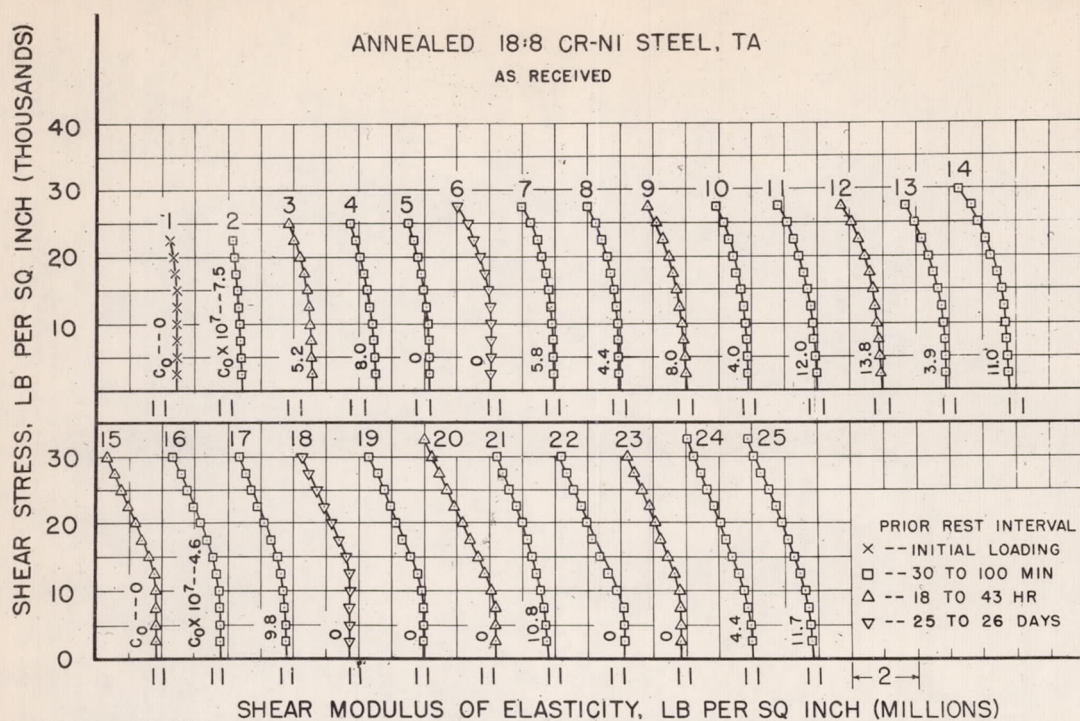 ANNEALED 18:8 CR-NI STEEL, TA
AS RECEIVED
SHEAR STRESS, LB PER SQ. INCH (THOUSANDS)
40
30
20
10
1 2 3 4 5 6 7 8 9 10 11 12 13 14
C₀--0 C₀X10⁷--7.5 5.2 8.0 0 0 5.8 4.4 8.0 4.0 12.0 13.8 3.9 11.0
11 11 11 11 11 11 11 11 11 11 11 11 11 11
15 16 17 18 19 20 21 22 23 24 25
30
20
10
0
C₀--0 C₀X10⁷--4.6 9.8 0 0 0 10.8 0 0 4.4 11.7
PRIOR REST INTERVAL
× --INITIAL LOADING
□ --30 TO 100 MIN
△ --18 TO 43 HR
▽ --25 TO 26 DAYS
11 11 11 11 11 11 11 11 11 11 11 2
SHEAR MODULUS OF ELASTICITY, LB PER SQ INCH (MILLIONS)